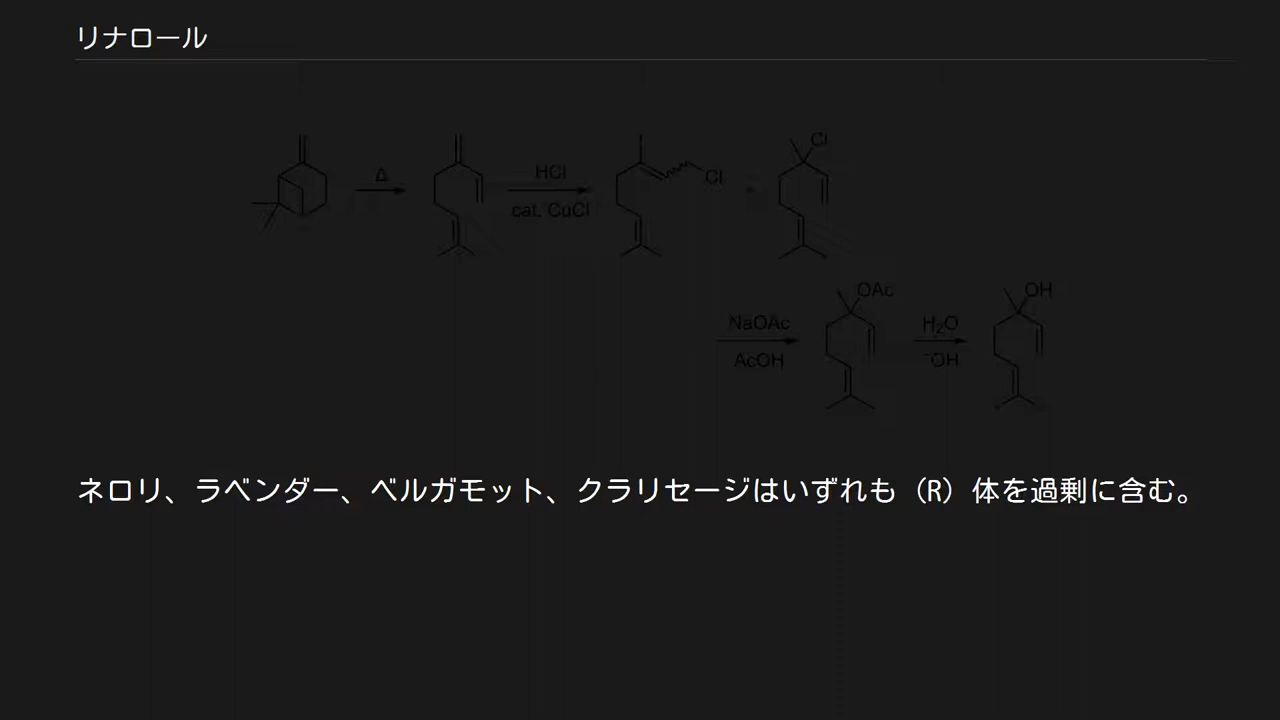 リナロール
Cl
Δ
HCl
Cl
cat. CuCl
OAc
OH
NaOAc
H₂O
AcOH
⁻OH
ネロリ、ラベンダー、ベルガモット、クラリセージはいずれも（R）体を過剰に含む。